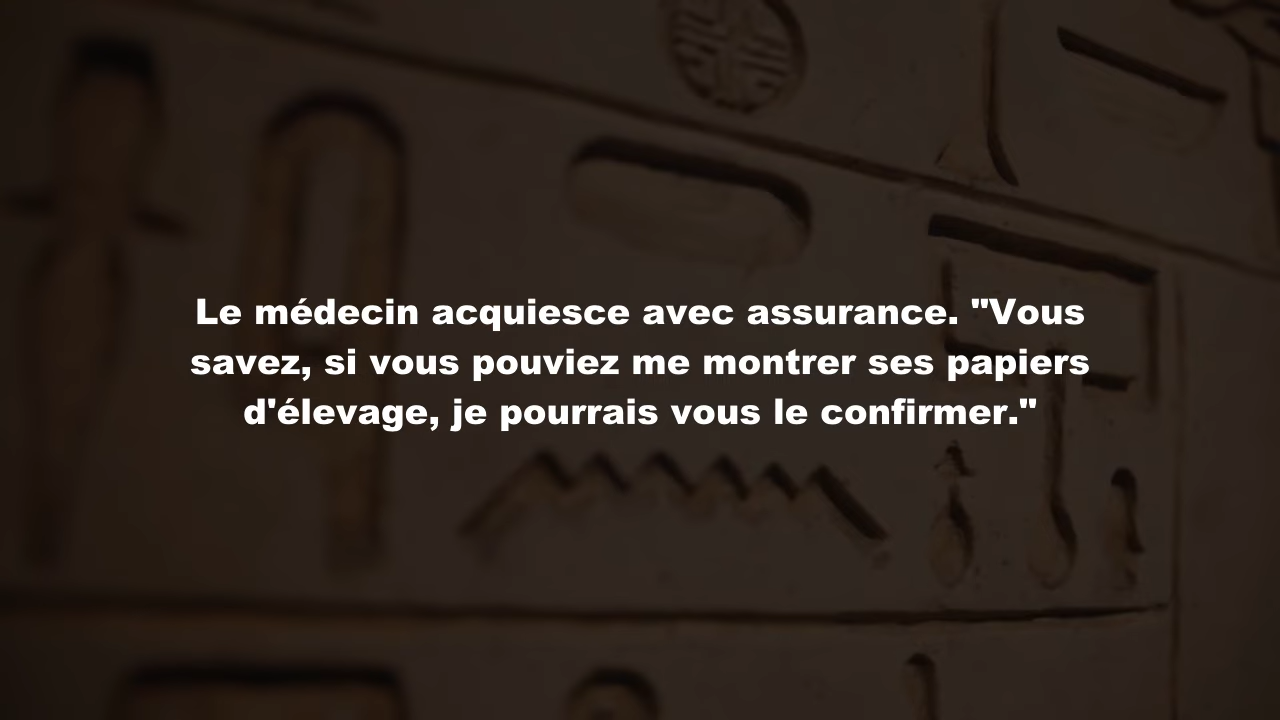 Le médecin acquiesce avec assurance. "Vous
savez, si vous pouviez me montrer ses papiers
d'élevage, je pourrais vous le confirmer."